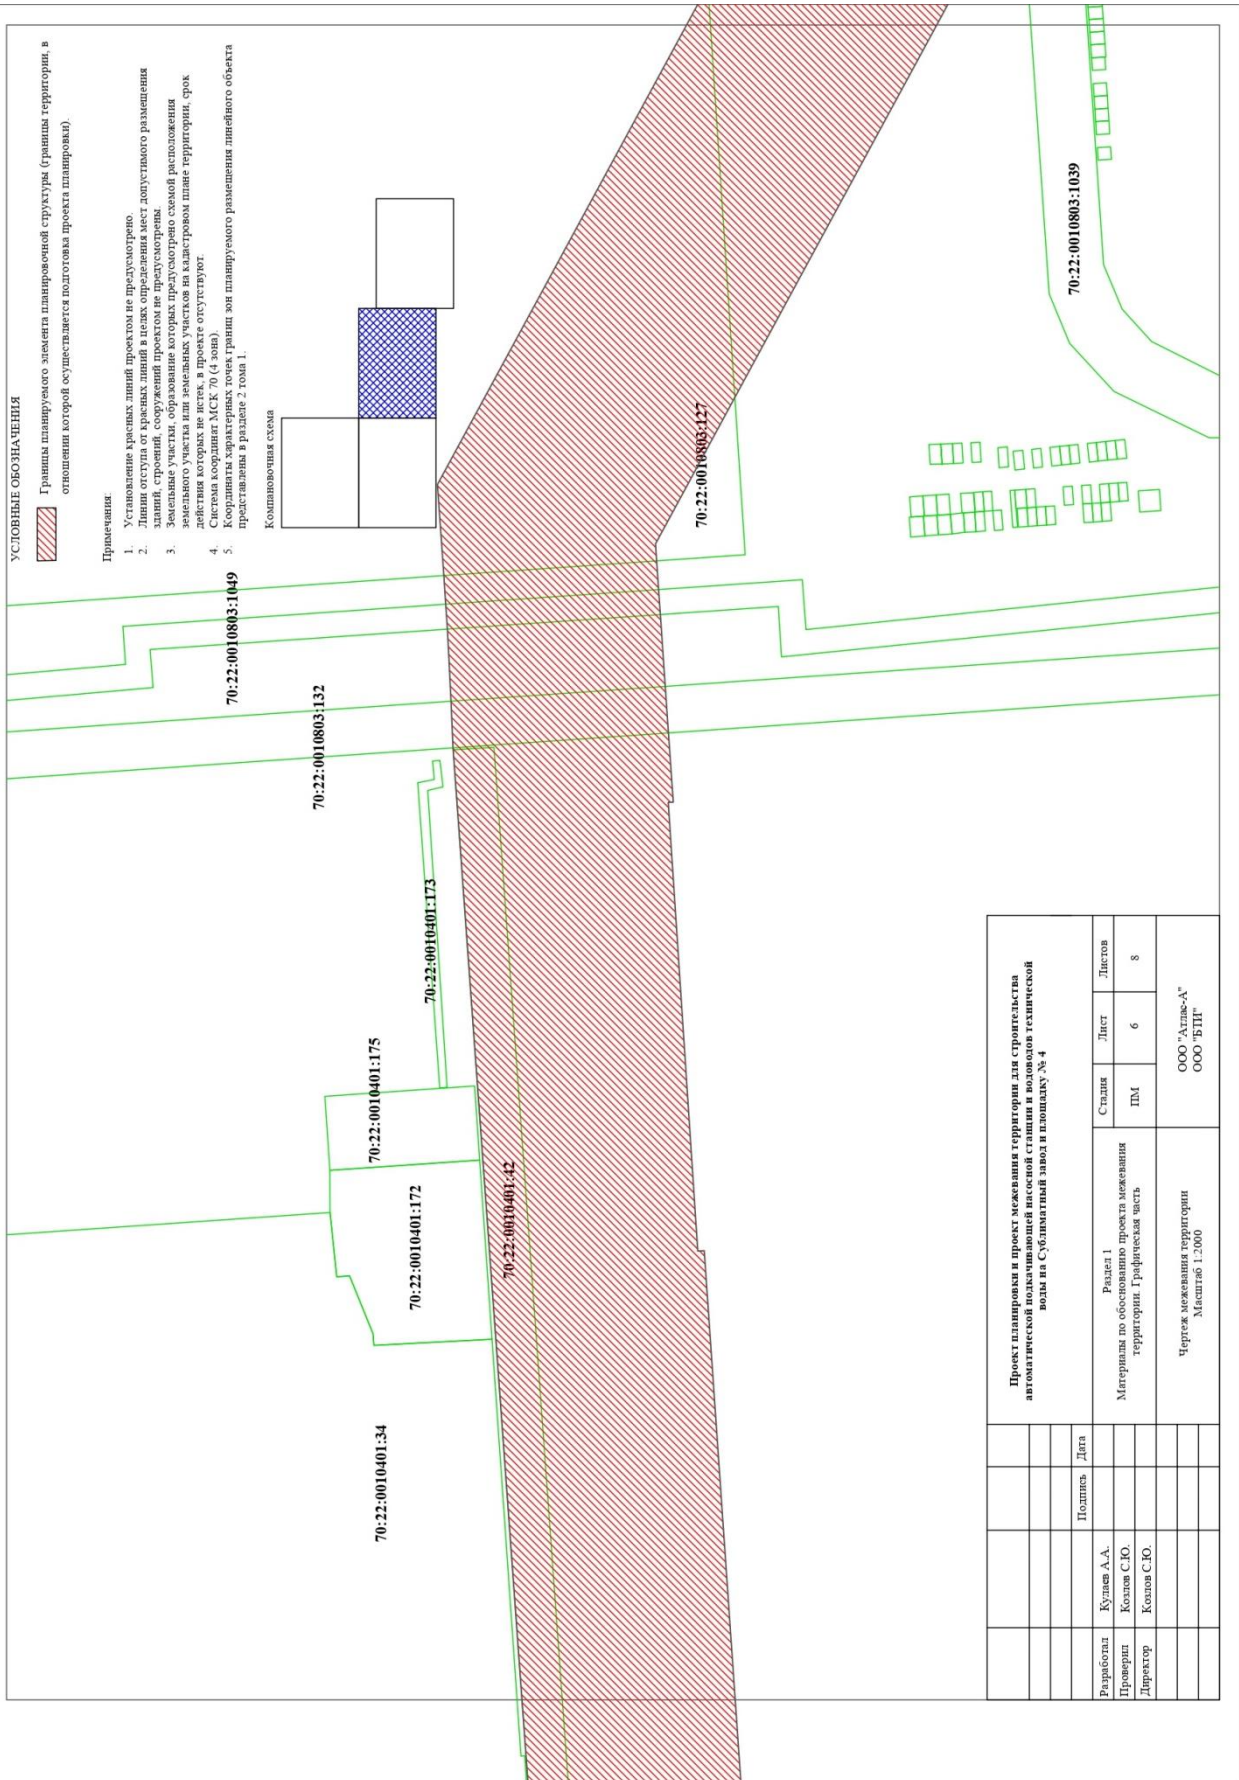 УСЛОВНЫЕ ОБОЗНАЧЕНИЯ
Границы планируемого элемента планировочной структуры (границы территории, в
отношении которой осуществляется подготовка проекта планировки).
Примечания:
1. Установление красных линий проектом не предусмотрено.
2. Линии отступа от красных линий в целях определения мест допустимого размещения
зданий, строений, сооружений проектом не предусмотрены.
3. Земельные участки, образование которых предусмотрено схемой расположения
земельного участка или земельных участков на кадастровом плане территории, срок
действия которых не истек, в проекте отсутствуют.
4. Система координат МСК 70 (4 зона).
5. Координаты характерных точек границ зон планируемого размещения линейного объекта
представлены в разделе 2 тома 1.
Компановочная схема
70:22:0010803:1049
70:22:0010803:132
70:22:0010401:173
70:22:0010401:175
70:22:0010401:172
70:22:0010401:34
70:22:0010401:42
70:22:0010803:127
70:22:0010803:1039
Проект планировки и проект межевания территории для строительства
автоматической подкачивающей насосной станции и водоводов технической
воды на Сублиматный завод и площадку № 4
Подпись Дата
Разработал Кулаев А.А.
Проверил Козлов С.Ю.
Директор Козлов С.Ю.
Раздел 1
Материалы по обоснованию проекта межевания
территории. Графическая часть
Стадия Лист Листов
ПМ 6 8
Чертеж межевания территории
Масштаб 1:2000
ООО "Атлас-А"
ООО "БТИ"